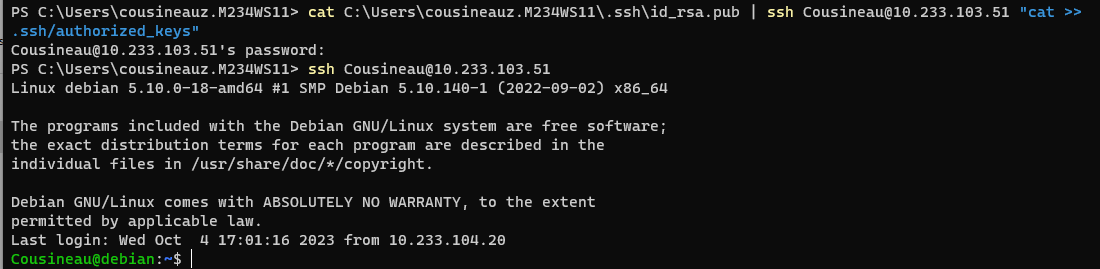 PS C:\Users\cousineauz.M234WS11> cat C:\Users\cousineauz.M234WS11\.ssh\id_rsa.pub | ssh Cousineau@10.233.103.51 "cat >>
.ssh/authorized_keys"
Cousineau@10.233.103.51's password:
PS C:\Users\cousineauz.M234WS11> ssh Cousineau@10.233.103.51
Linux debian 5.10.0-18-amd64 #1 SMP Debian 5.10.140-1 (2022-09-02) x86_64

The programs included with the Debian GNU/Linux system are free software;
the exact distribution terms for each program are described in the
individual files in /usr/share/doc/*/copyright.

Debian GNU/Linux comes with ABSOLUTELY NO WARRANTY, to the extent
permitted by applicable law.
Last login: Wed Oct  4 17:01:16 2023 from 10.233.104.20
Cousineau@debian:~$